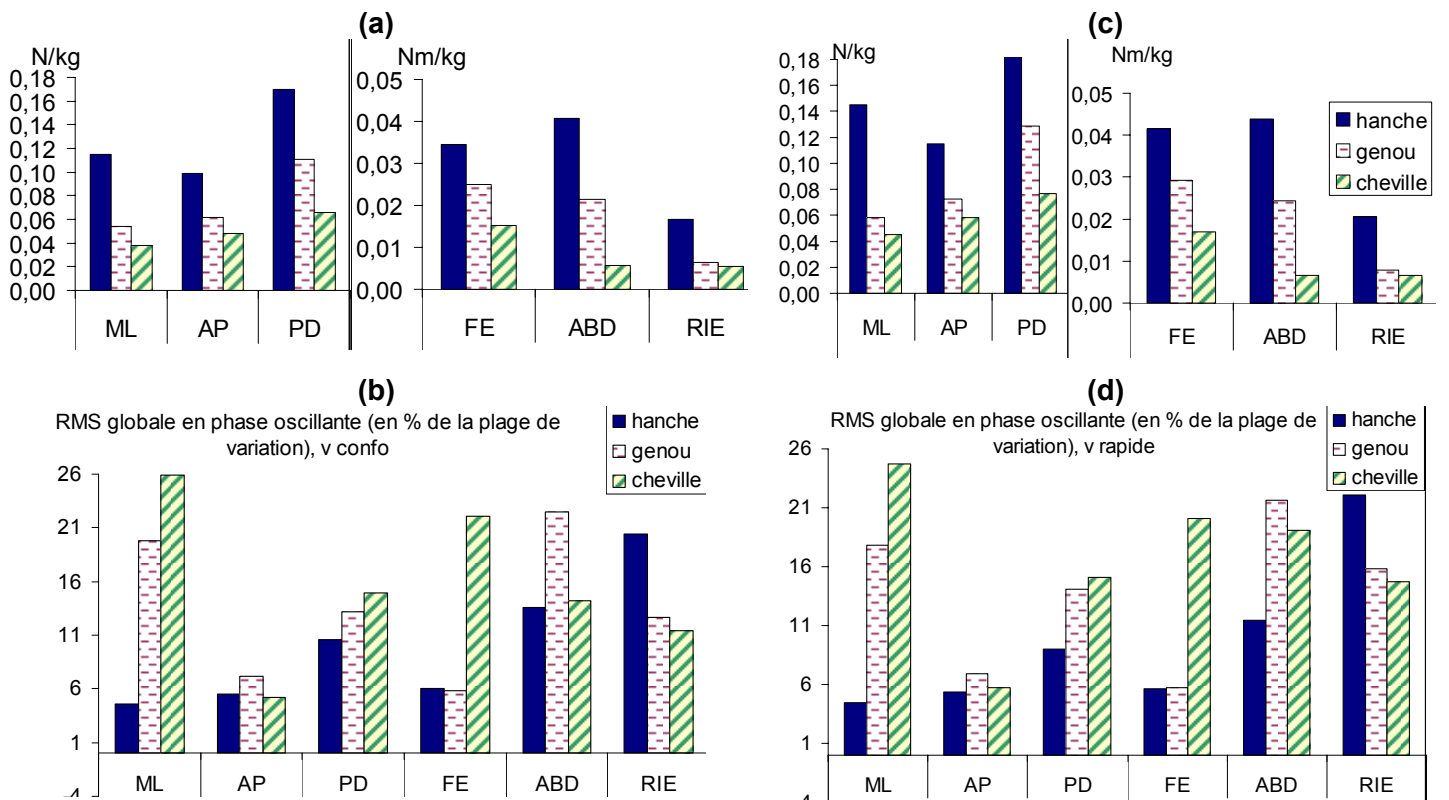 (a)
N/kg
0,18
0,16
0,14
0,12
0,10
0,08
0,06
0,04
0,02
0,00
ML AP PD
Nm/kg
0,05
0,04
0,03
0,02
0,01
0,00
FE ABD RIE
(c)
N/kg
0,18
0,16
0,14
0,12
0,10
0,08
0,06
0,04
0,02
0,00
ML AP PD
Nm/kg
0,05
0,04
0,03
0,02
0,01
0,00
FE ABD RIE
hanche
genou
cheville
(b)
RMS globale en phase oscillante (en % de la plage de
variation), v confo
hanche
genou
cheville
26
21
16
11
6
1
-4
ML AP PD FE ABD RIE
(d)
RMS globale en phase oscillante (en % de la plage de
variation), v rapide
hanche
genou
cheville
26
21
16
11
6
1
-4
ML AP PD FE ABD RIE